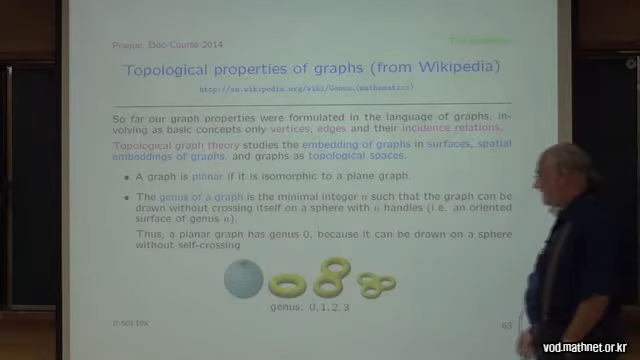 Prague, Doc-Course 2014
Topological properties of graphs (from Wikipedia)
http://en.wikipedia.org/wiki/Genus_(mathematics)
So far our graph properties were formulated in the language of graphs, in-
volving as basic concepts only vertices, edges and their incidence relations.
Topological graph theory studies the embedding of graphs in surfaces, spatial
embeddings of graphs, and graphs as topological spaces.
• A graph is planar if it is isomorphic to a plane graph.
• The genus of a graph is the minimal integer n such that the graph can be
drawn without crossing itself on a sphere with n handles (i.e. an oriented
surface of genus n).
Thus, a planar graph has genus 0, because it can be drawn on a sphere
without self-crossing
genus: 0,1,2,3
63
vod.mathnet.or.kr